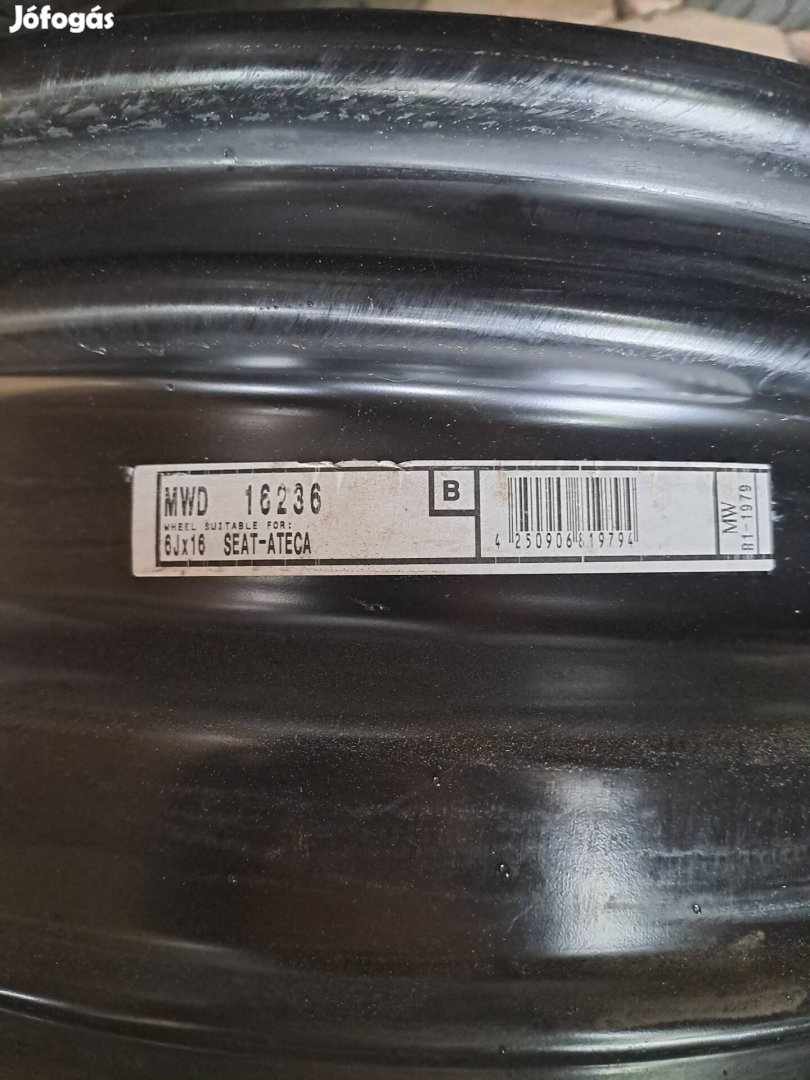 Jófogás
MWD 16236
B
WHEEL SUITABLE FOR:
6Jx16 SEAT-ATECA
4 250906 819794
MW
R1-1979